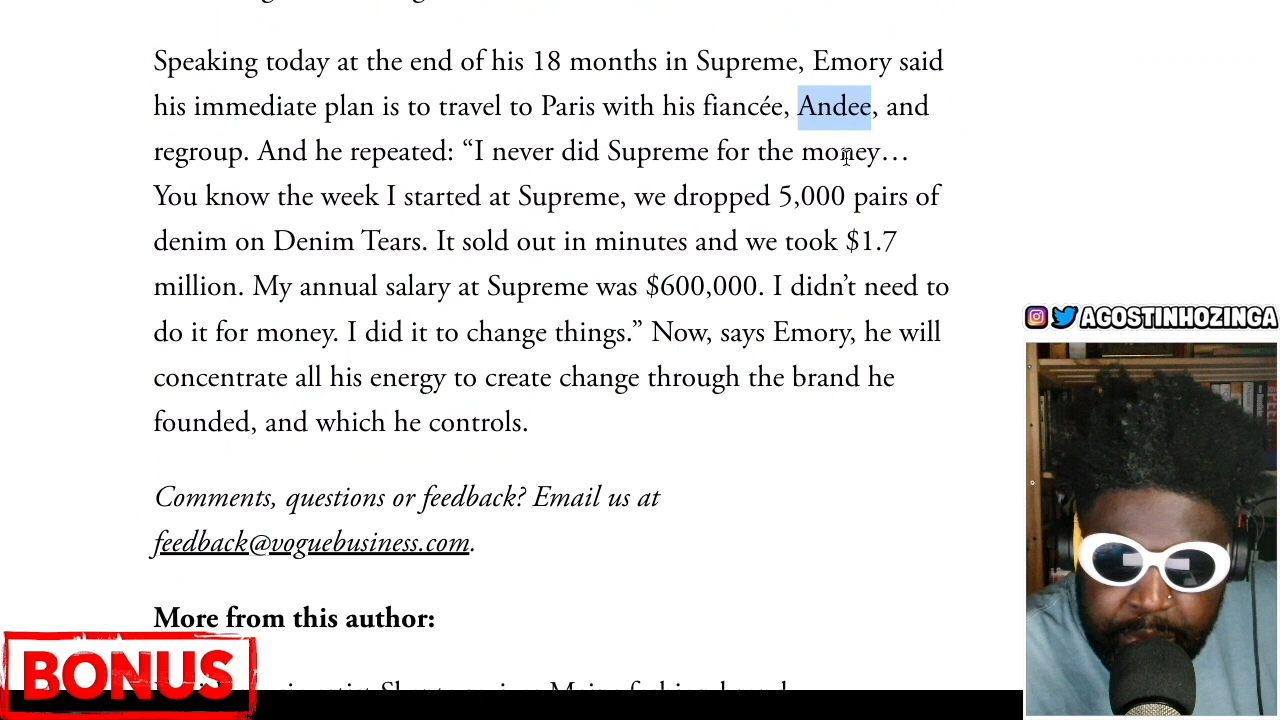 Speaking today at the end of his 18 months in Supreme, Emory said
his immediate plan is to travel to Paris with his fiancée, Andee, and
regroup. And he repeated: “I never did Supreme for the money…
You know the week I started at Supreme, we dropped 5,000 pairs of
denim on Denim Tears. It sold out in minutes and we took $1.7
million. My annual salary at Supreme was $600,000. I didn’t need to
do it for money. I did it to change things.” Now, says Emory, he will
concentrate all his energy to create change through the brand he
founded, and which he controls.
Comments, questions or feedback? Email us at
feedback@voguebusiness.com.
More from this author:
AGOSTINHOZINGA
BONUS